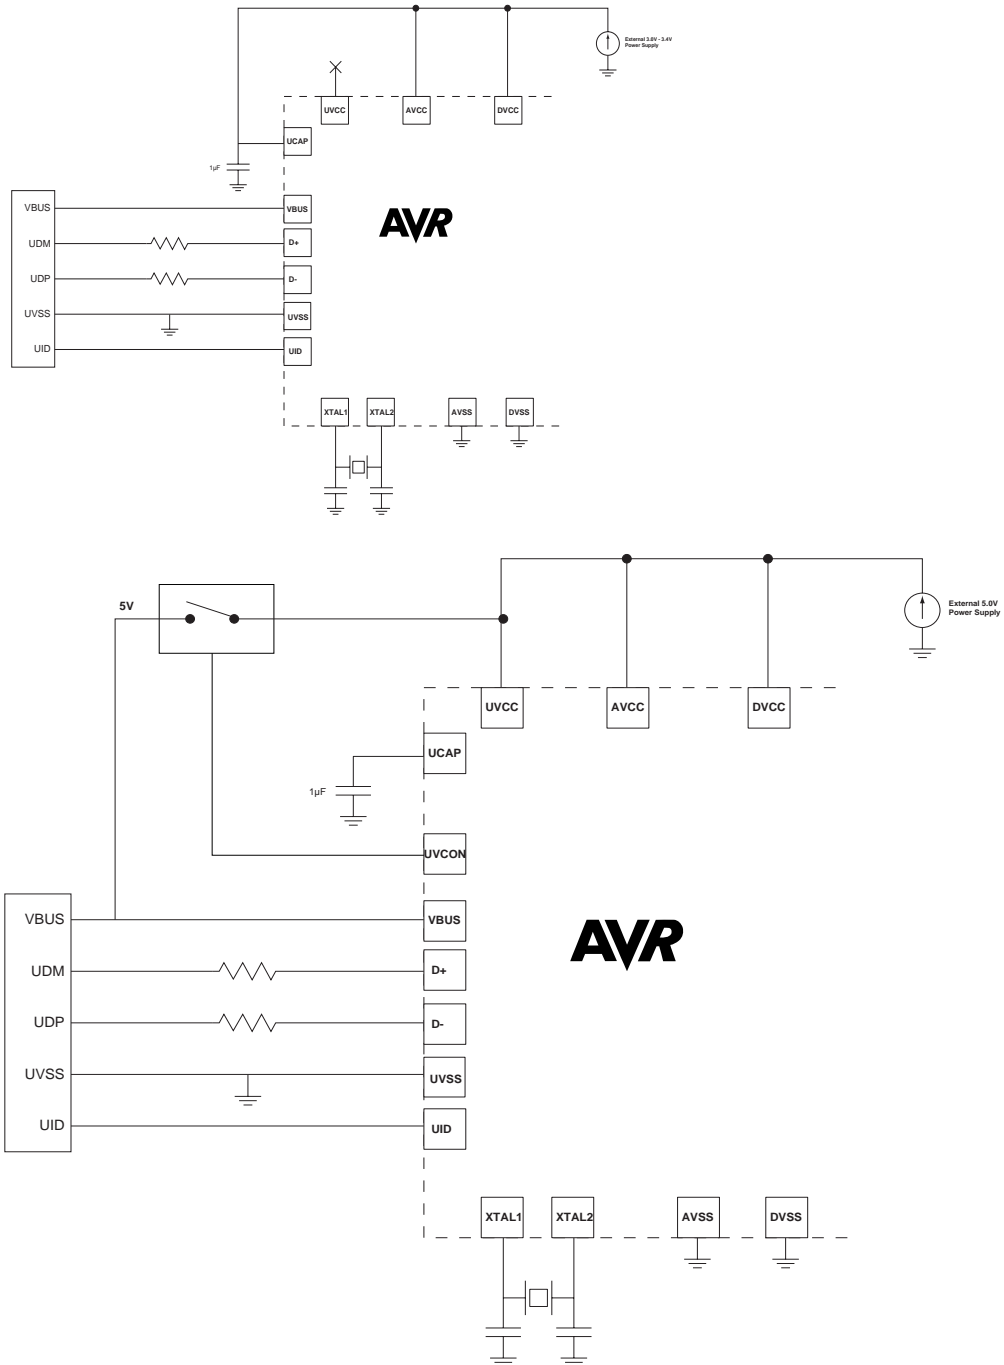 External 3.0V - 3.4V
Power Supply
UVCC
AVCC
DVCC
UCAP
1µF
VBUS
VBUS
UDM
D+
UDP
D-
UVSS
UVSS
UID
UID
AVR
XTAL1
XTAL2
AVSS
DVSS
5V
External 5.0V
Power Supply
UVCC
AVCC
DVCC
UCAP
1µF
UVCON
VBUS
VBUS
UDM
D+
UDP
D-
UVSS
UVSS
UID
UID
AVR
XTAL1
XTAL2
AVSS
DVSS